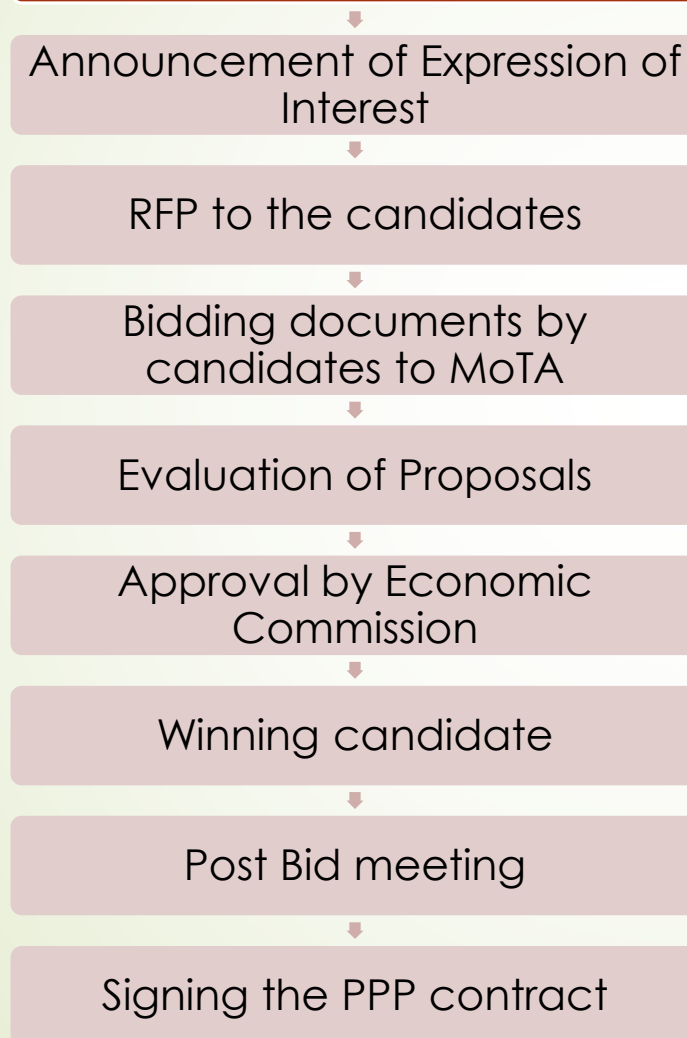 Announcement of Expression of
Interest
RFP to the candidates
Bidding documents by
candidates to MoTA
Evaluation of Proposals
Approval by Economic
Commission
Winning candidate
Post Bid meeting
Signing the PPP contract